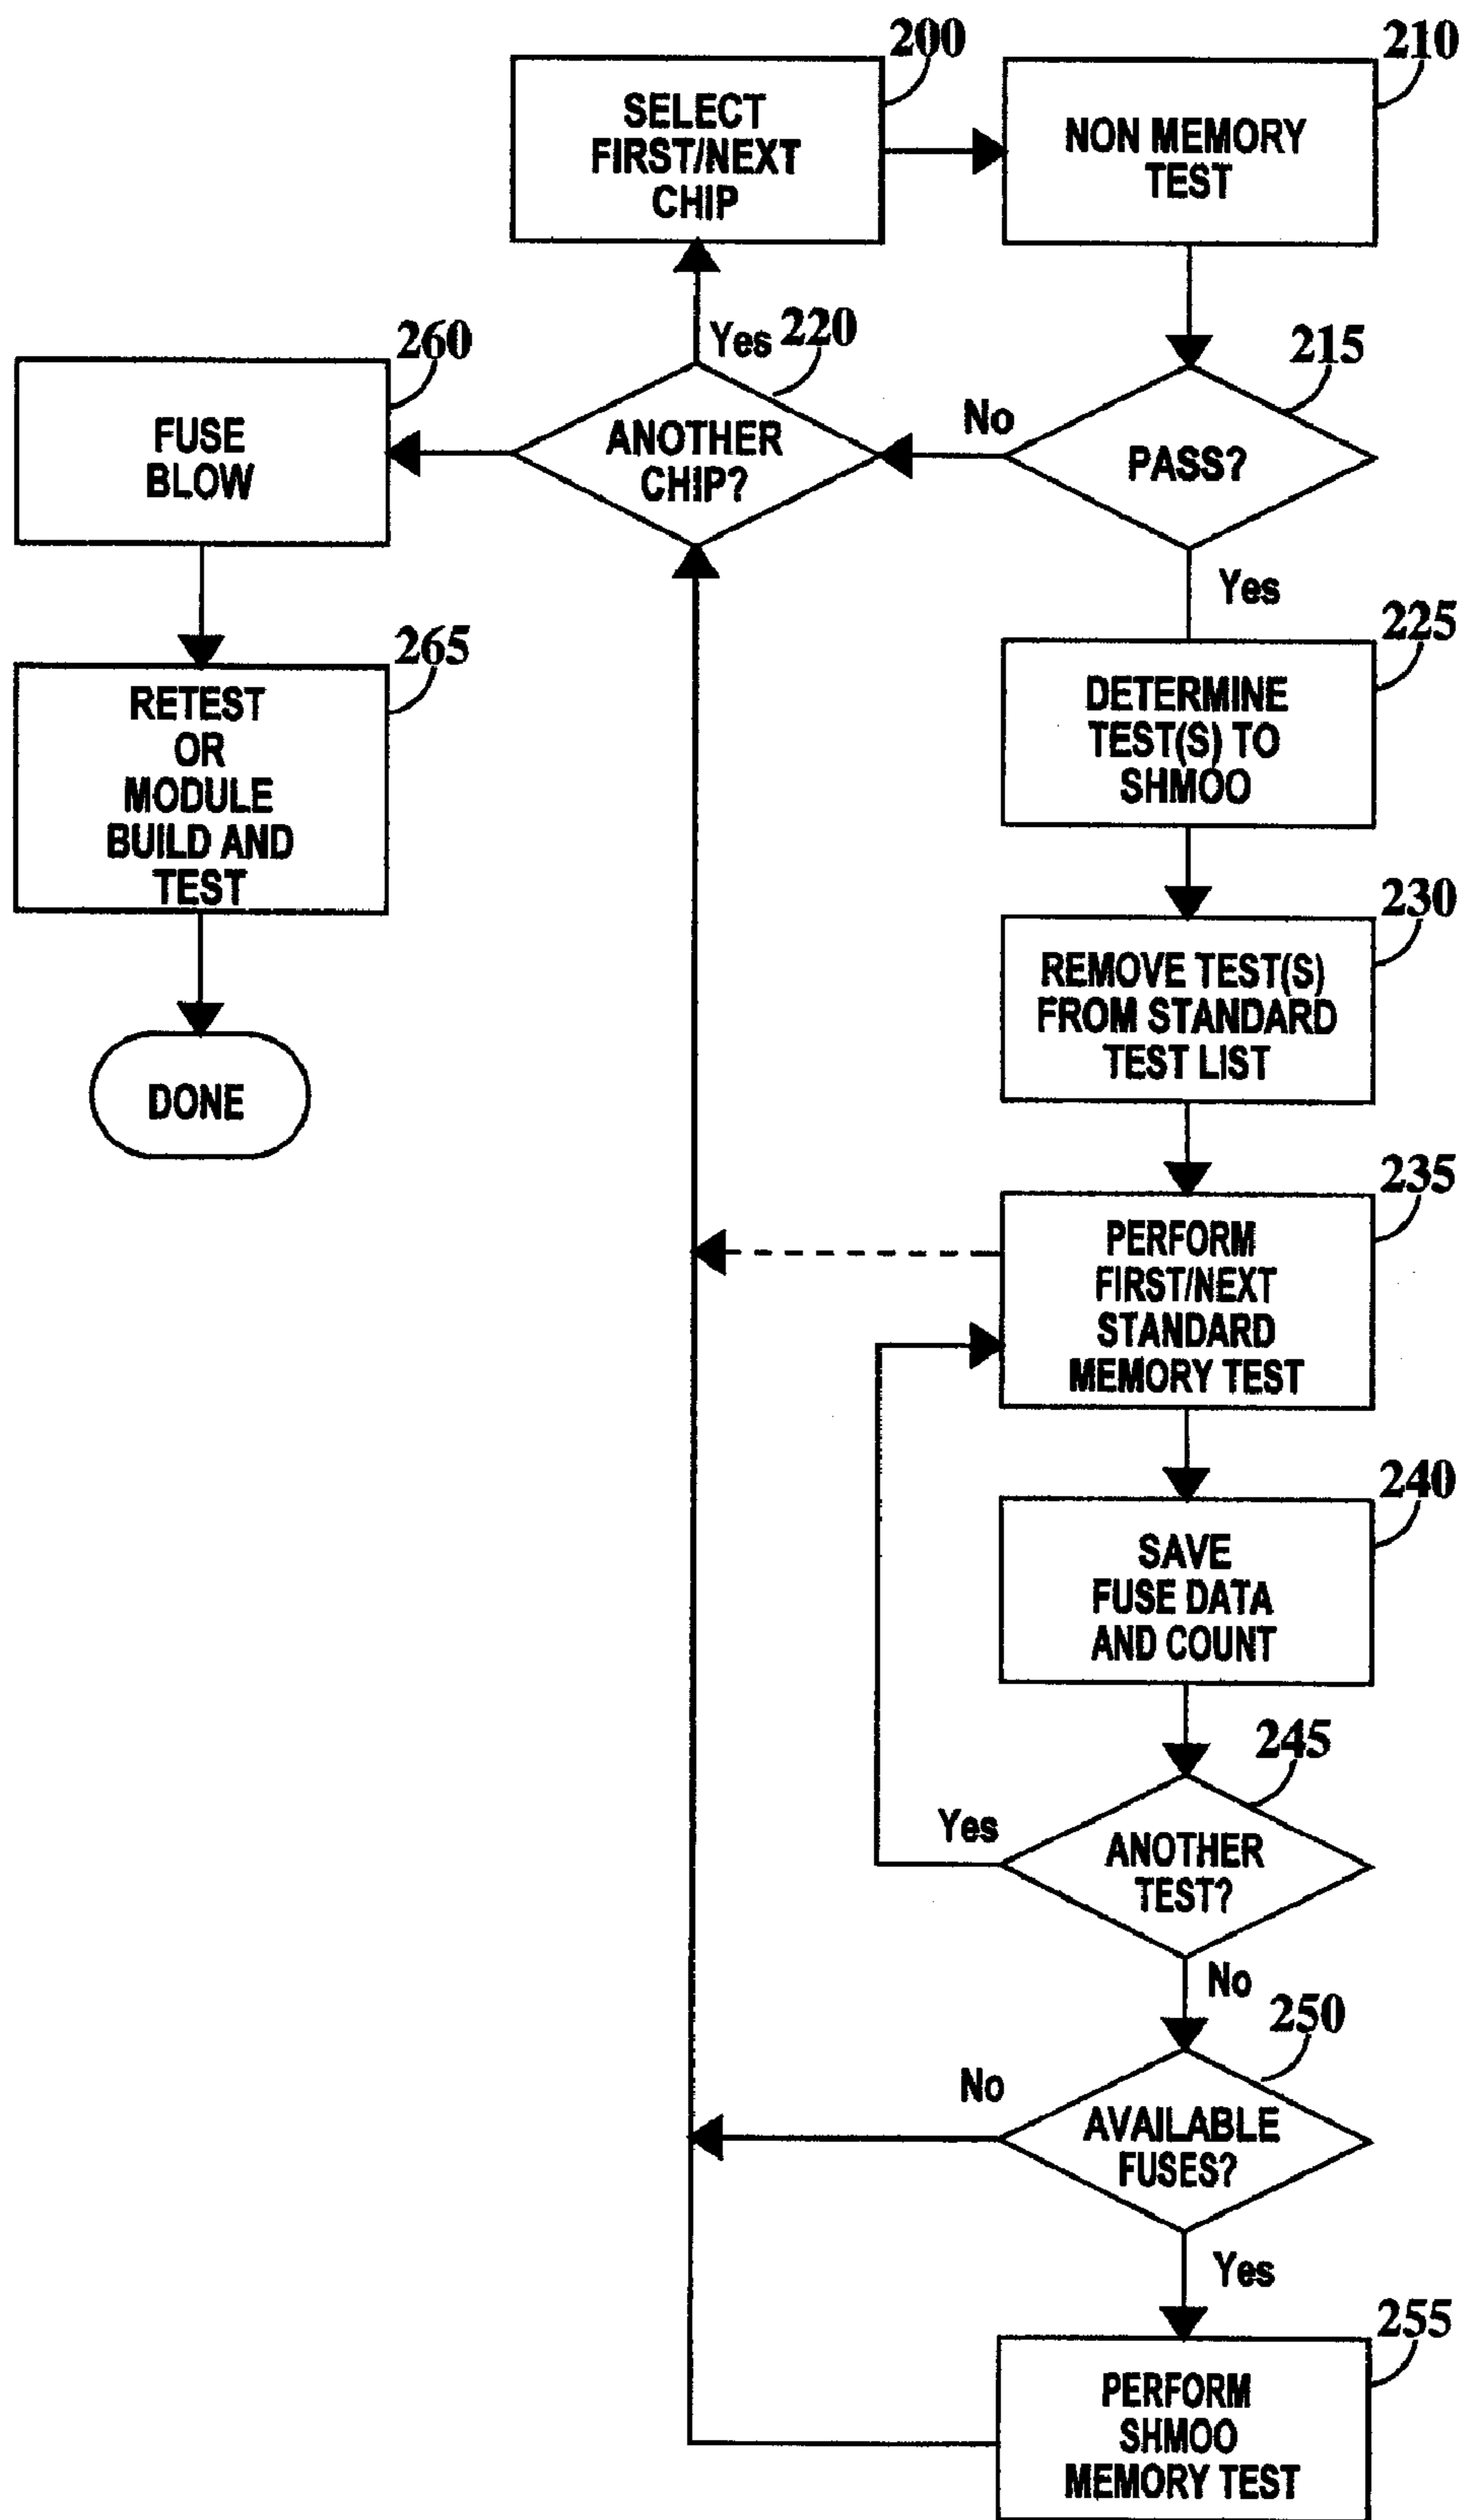 200
SELECT
FIRST/NEXT
CHIP
210
NON MEMORY
TEST
215
PASS?
No
Yes
220
ANOTHER
CHIP?
Yes
260
FUSE
BLOW
265
RETEST
OR
MODULE
BUILD AND
TEST
DONE
225
DETERMINE
TEST(S) TO
SHMOO
230
REMOVE TEST(S)
FROM STANDARD
TEST LIST
235
PERFORM
FIRST/NEXT
STANDARD
MEMORY TEST
240
SAVE
FUSE DATA
AND COUNT
245
ANOTHER
TEST?
Yes
No
250
AVAILABLE
FUSES?
No
Yes
255
PERFORM
SHMOO
MEMORY TEST